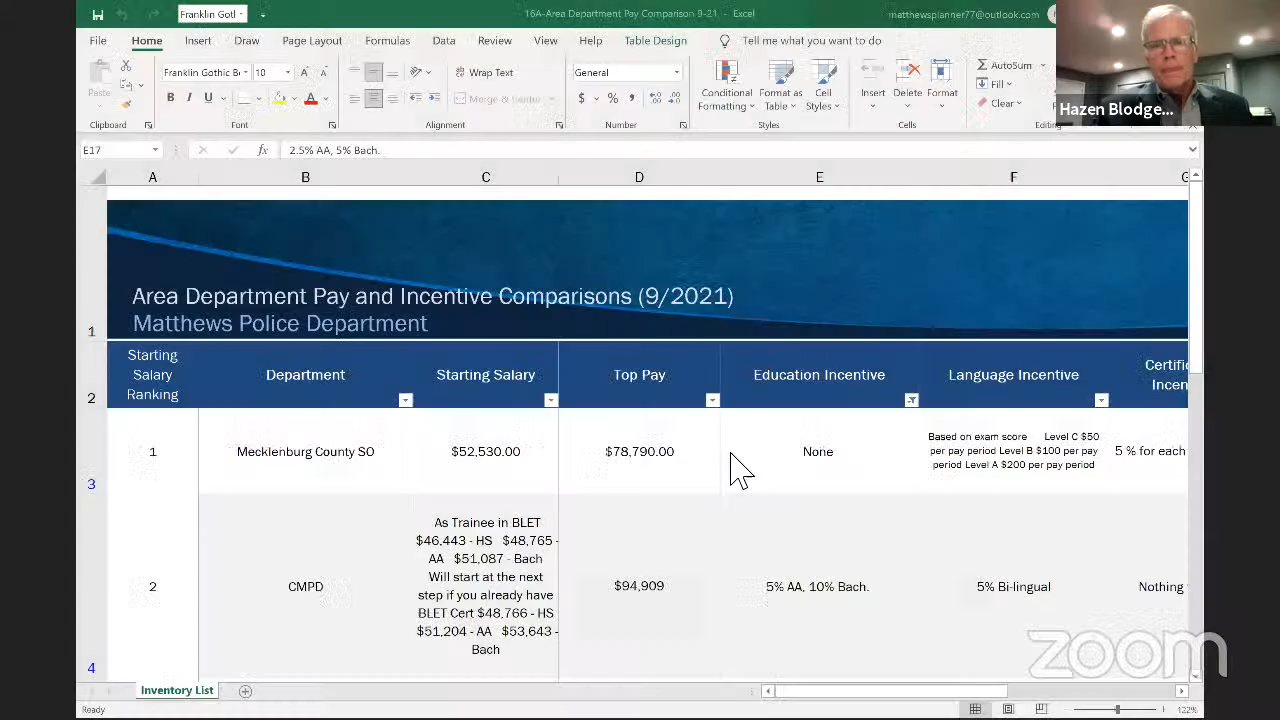 Franklin Gotl
16A-Area Department Pay Comparison 9-21 - Excel
matthewsplanner77@outlook.com
File Home Insert Draw Page Layout Formulas Data Review View Help Table Design Tell me what you want to do
Paste
Franklin Gothic B 10
Wrap Text
General
Conditional Formatting
Format as Table
Cell Styles
Insert
Delete
Format
AutoSum
Fill
Clear
B I U
Merge & Center
$ % ,
Clipboard Font Alignment Number Styles Cells Editing
Hazen Blodge...
E17 fx 2.5% AA, 5% Bach.
A B C D E F G
Area Department Pay and Incentive Comparisons (9/2021)
1 Matthews Police Department
Starting
Salary
Ranking
Department
Starting Salary
Top Pay
Education Incentive
Language Incentive
Certific
Incen
2
1
Mecklenburg County SO
$52,530.00
$78,790.00
None
Based on exam score Level C $50
per pay period Level B $100 per pay
period Level A $200 per pay period
5 % for each
3
2
CMPD
As Trainee in BLET
$46,443 - HS $48,765 -
AA $51,087 - Bach
Will start at the next
step if you already have
BLET Cert $48,766 - HS
$51,204 - AA $53,643 -
Bach
$94,909
5% AA, 10% Bach.
5% Bi-lingual
Nothing
4
zoom
Inventory List
Ready
122%